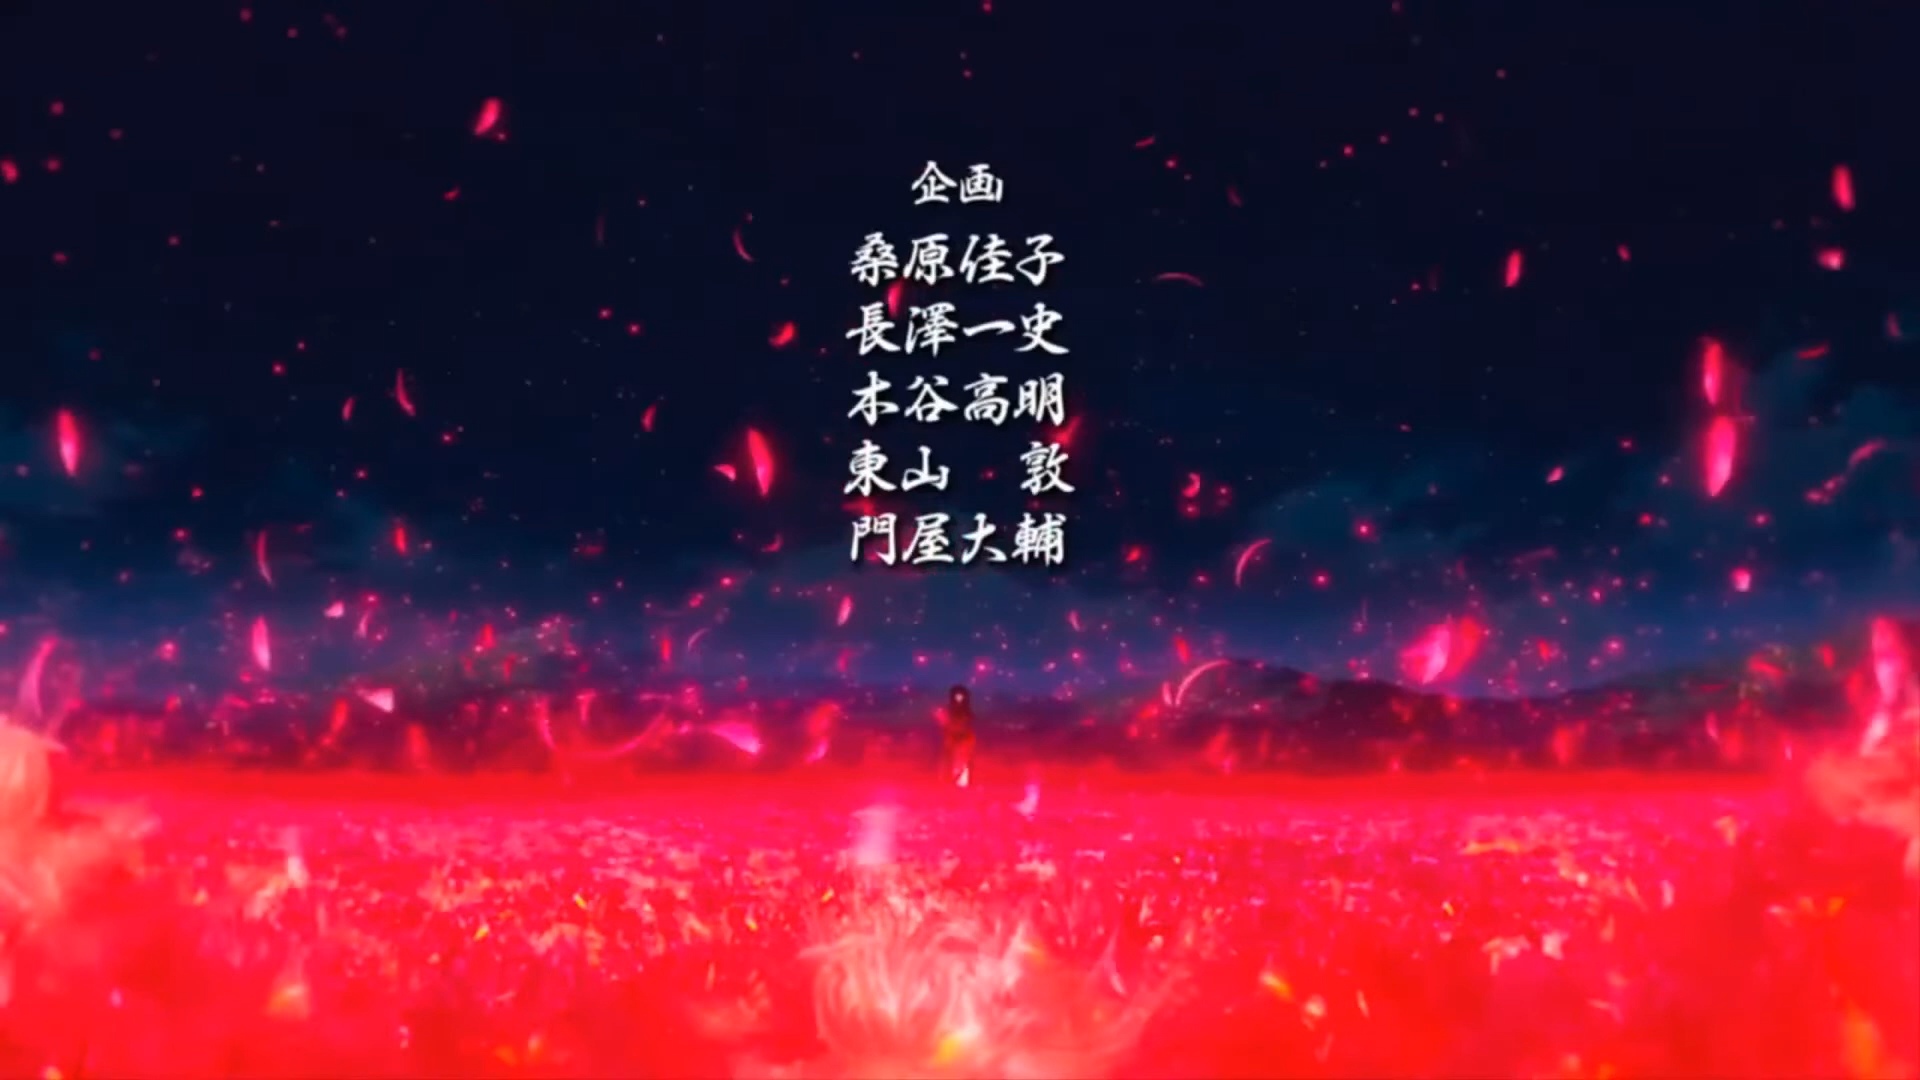 企画
桑原佳子
長澤一史
木谷高明
東山　敦
門屋大輔